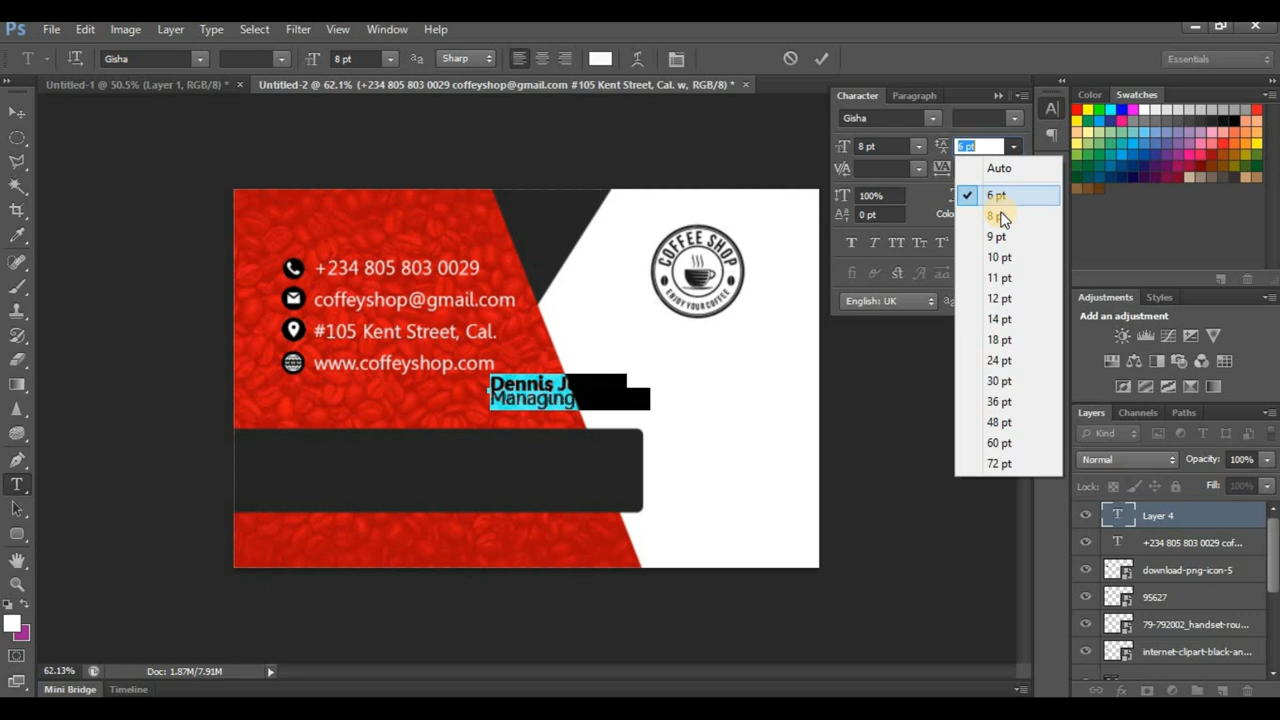 Ps File Edit Image Layer Type Select Filter View Window Help
T Gisha 8 pt aa Sharp Essentials
Untitled-1 @ 50.5% (Layer 1, RGB/8) * × Untitled-2 @ 62.1% (+234 805 803 0029 coffeyshop@gmail.com #105 Kent Street, Cal. w, RGB/8) * ×
Character Paragraph
Gisha
8 pt 6 pt
100%
0 pt
English: UK
Auto
6 pt
8
9 pt
10 pt
11 pt
12 pt
14 pt
18 pt
24 pt
30 pt
36 pt
48 pt
60 pt
72 pt
Color Swatches
Adjustments Styles
Add an adjustment
Layers Channels Paths
Kind
Normal Opacity: 100%
Lock: Fill: 100%
Layer 4
+234 805 803 0029 cof...
download-png-icon-5
95627
79-792002_handset-rou...
internet-clipart-black-an...
+234 805 803 0029
coffeyshop@gmail.com
#105 Kent Street, Cal.
www.coffeyshop.com
COFFEE SHOP
ENJOY YOUR COFFEE
Dennis
Managing
62.13% Doc: 1.87M/7.91M
Mini Bridge Timeline